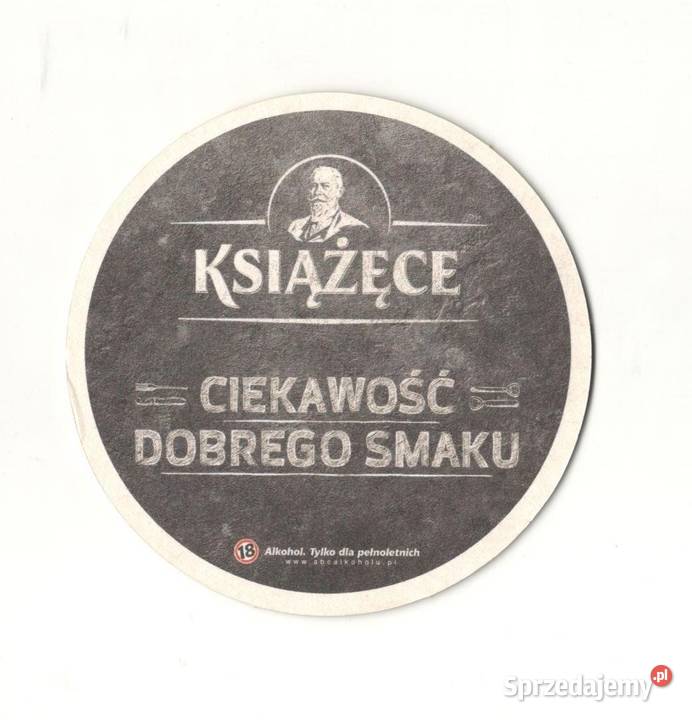 KSIĄŻĘCE
CIEKAWOŚĆ
DOBREGO SMAKU
18 Alkohol. Tylko dla pełnoletnich
www.abcalkoholu.pl
Sprzedajemy.pl